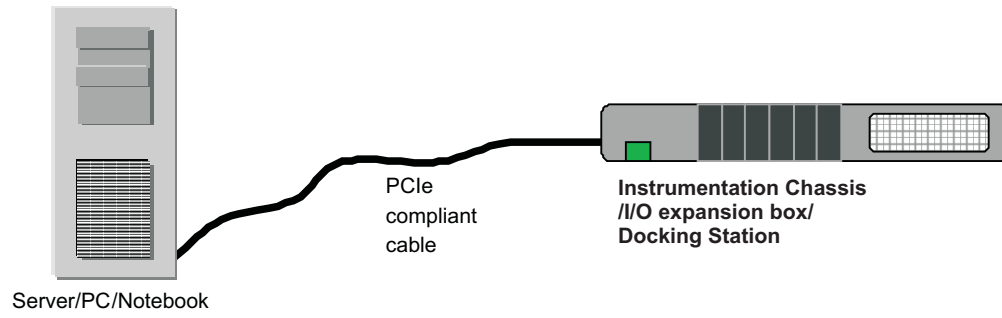 PCIe
compliant
cable
Instrumentation Chassis
/I/O expansion box/
Docking Station
Server/PC/Notebook